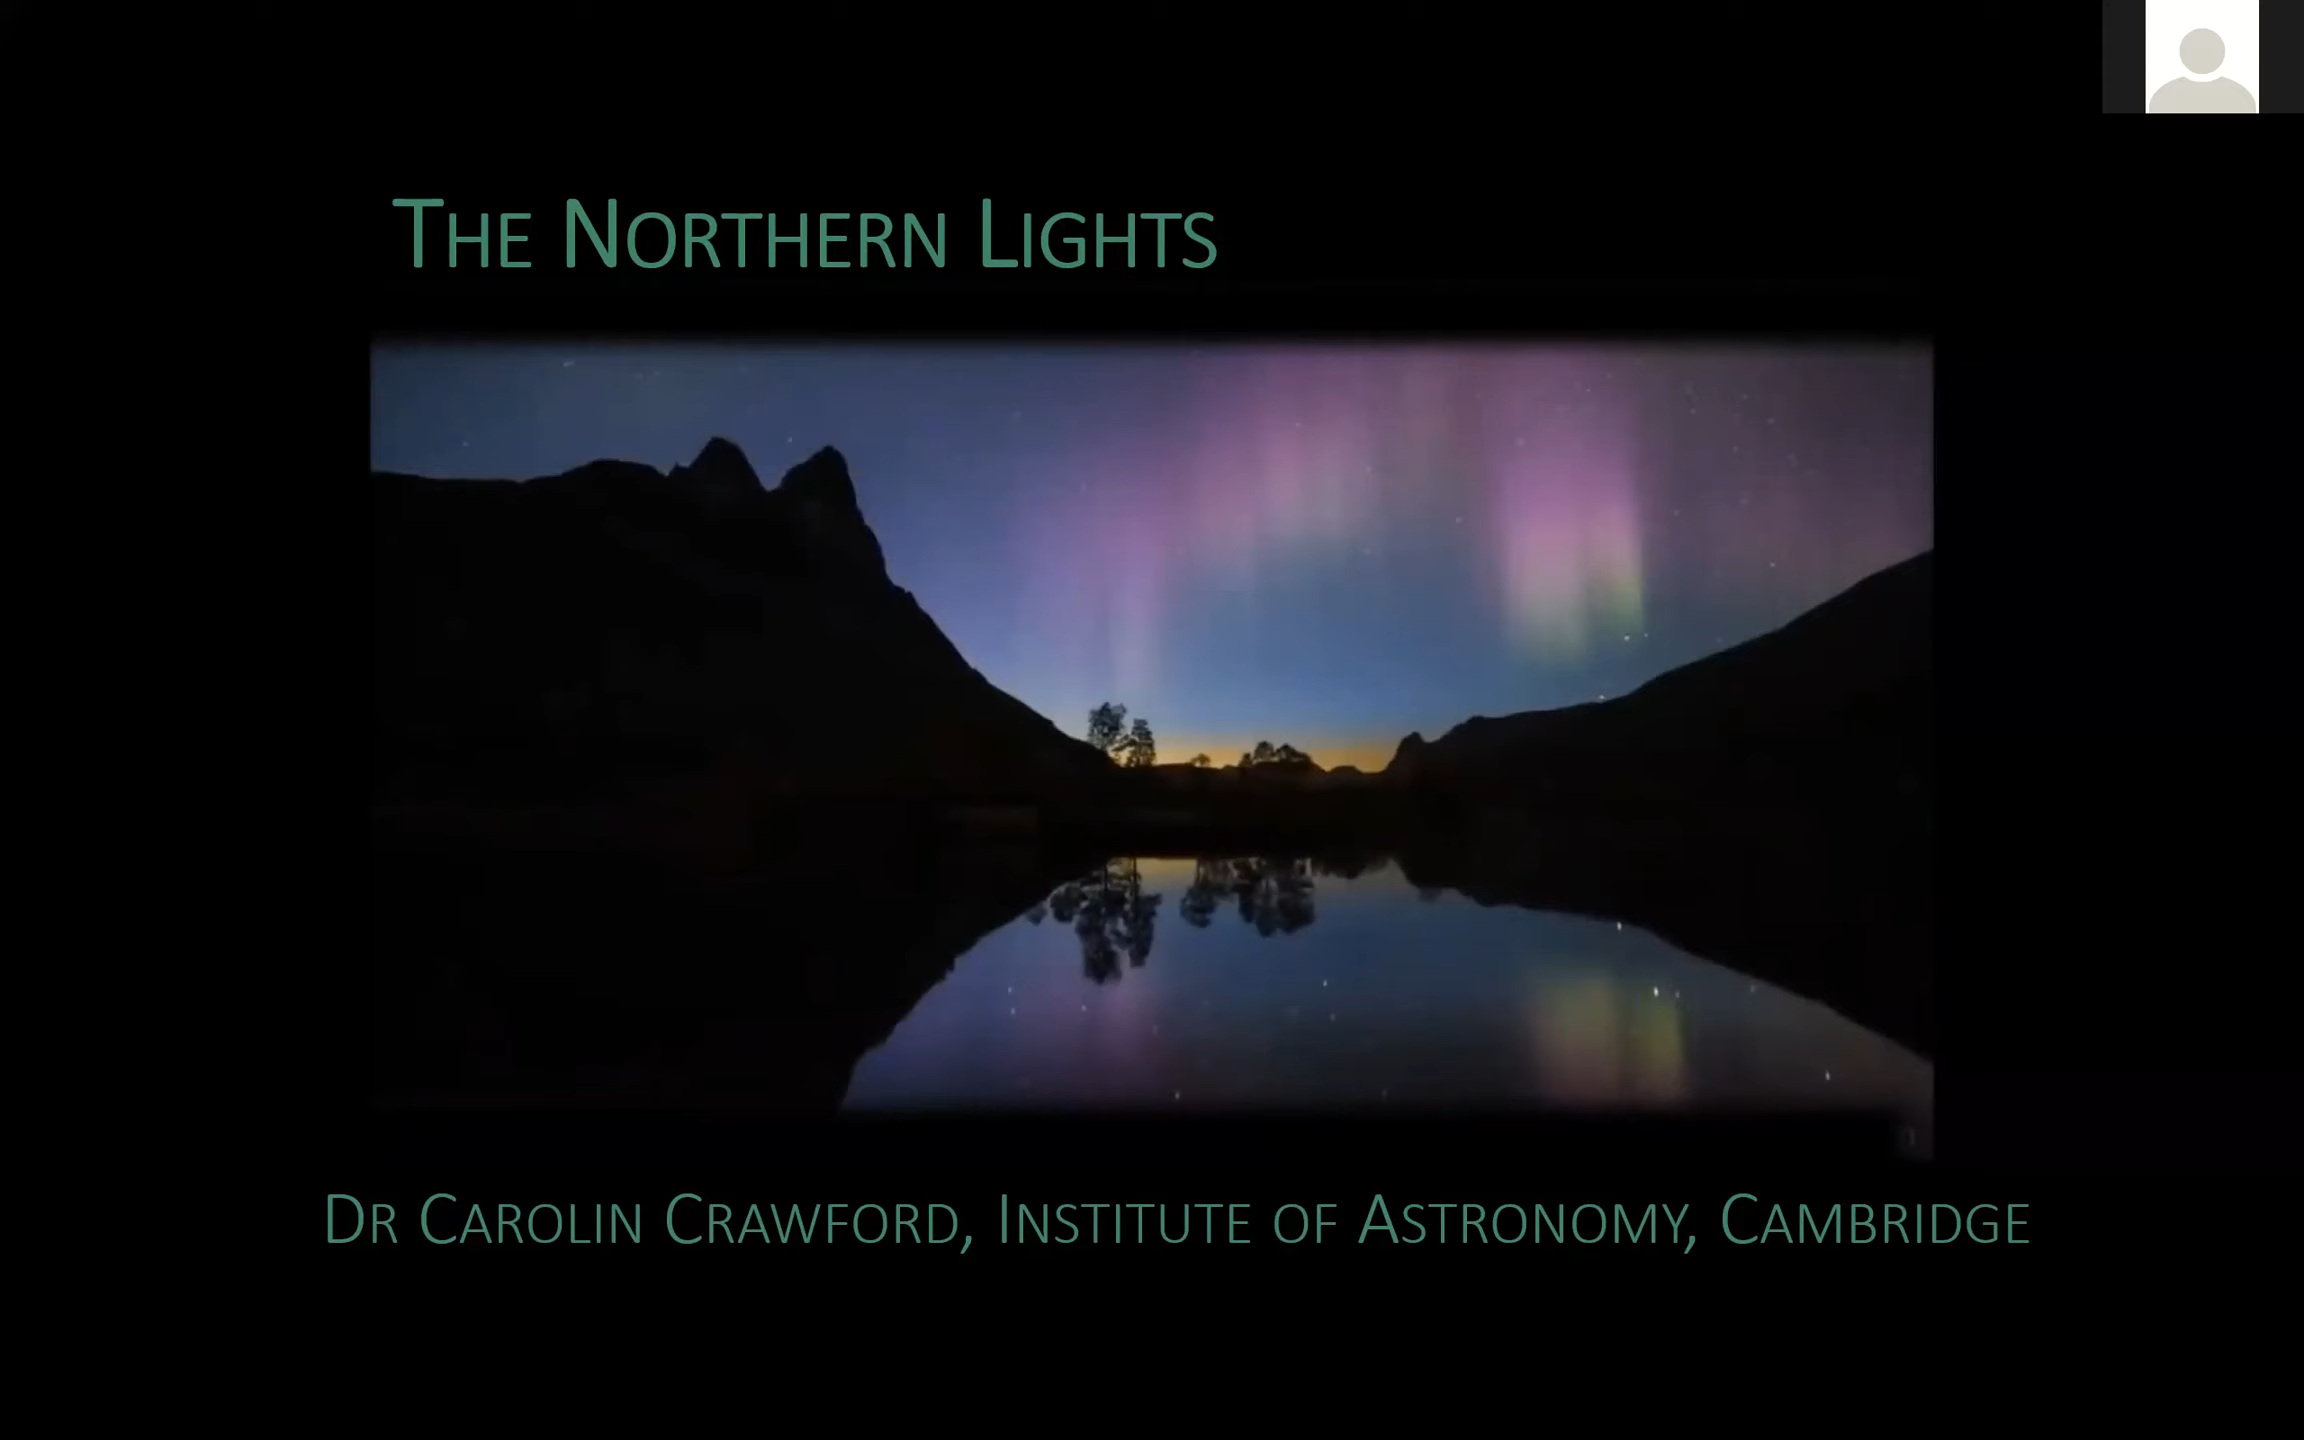 The Northern Lights
Dr Carolin Crawford, Institute of Astronomy, Cambridge